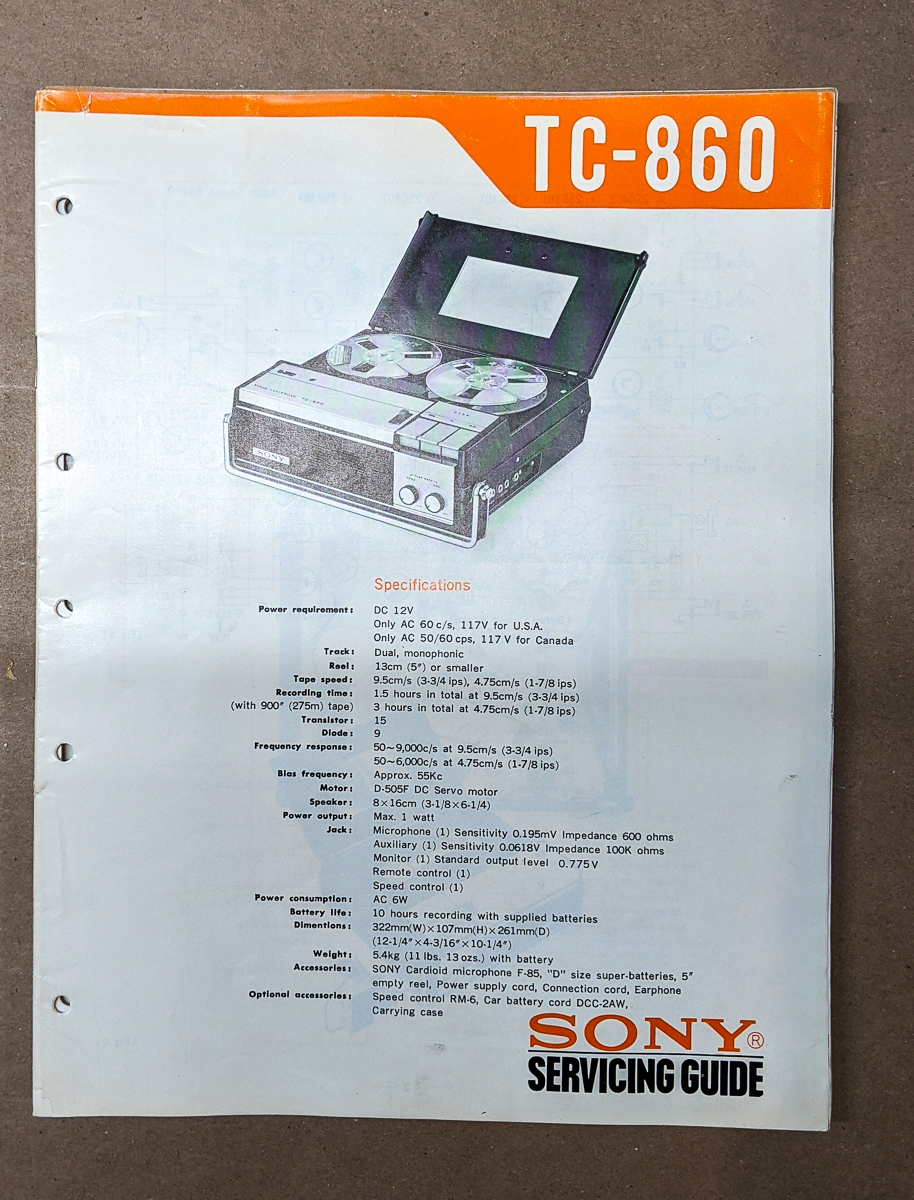 TC-860
SONY
Specifications
Power requirement: DC 12V
Only AC 60 c/s, 117V for U.S.A.
Only AC 50/60 cps, 117 V for Canada
Track: Dual, monophonic
Reel: 13cm (5″) or smaller
Tape speed: 9.5cm/s (3-3/4 ips), 4.75cm/s (1-7/8 ips)
Recording time: 1.5 hours in total at 9.5cm/s (3-3/4 ips)
(with 900″ (275m) tape) 3 hours in total at 4.75cm/s (1-7/8 ips)
Transistor: 15
Diode: 9
Frequency response: 50~9,000c/s at 9.5cm/s (3-3/4 ips)
50~6,000c/s at 4.75cm/s (1-7/8 ips)
Bias frequency: Approx. 55Kc
Motor: D-505F DC Servo motor
Speaker: 8×16cm (3-1/8×6-1/4)
Power output: Max. 1 watt
Jack: Microphone (1) Sensitivity 0.195mV Impedance 600 ohms
Auxiliary (1) Sensitivity 0.0618V Impedance 100K ohms
Monitor (1) Standard output level 0.775V
Remote control (1)
Speed control (1)
Power consumption: AC 6W
Battery life: 10 hours recording with supplied batteries
Dimentions: 322mm(W)×107mm(H)×261mm(D)
(12-1/4″×4-3/16″×10-1/4″)
Weight: 5.4kg (11 lbs. 13 ozs.) with battery
Accessories: SONY Cardioid microphone F-85, "D" size super-batteries, 5″
empty reel, Power supply cord, Connection cord, Earphone
Optional accessories: Speed control RM-6, Car battery cord DCC-2AW,
Carrying case
SONY®
SERVICING GUIDE